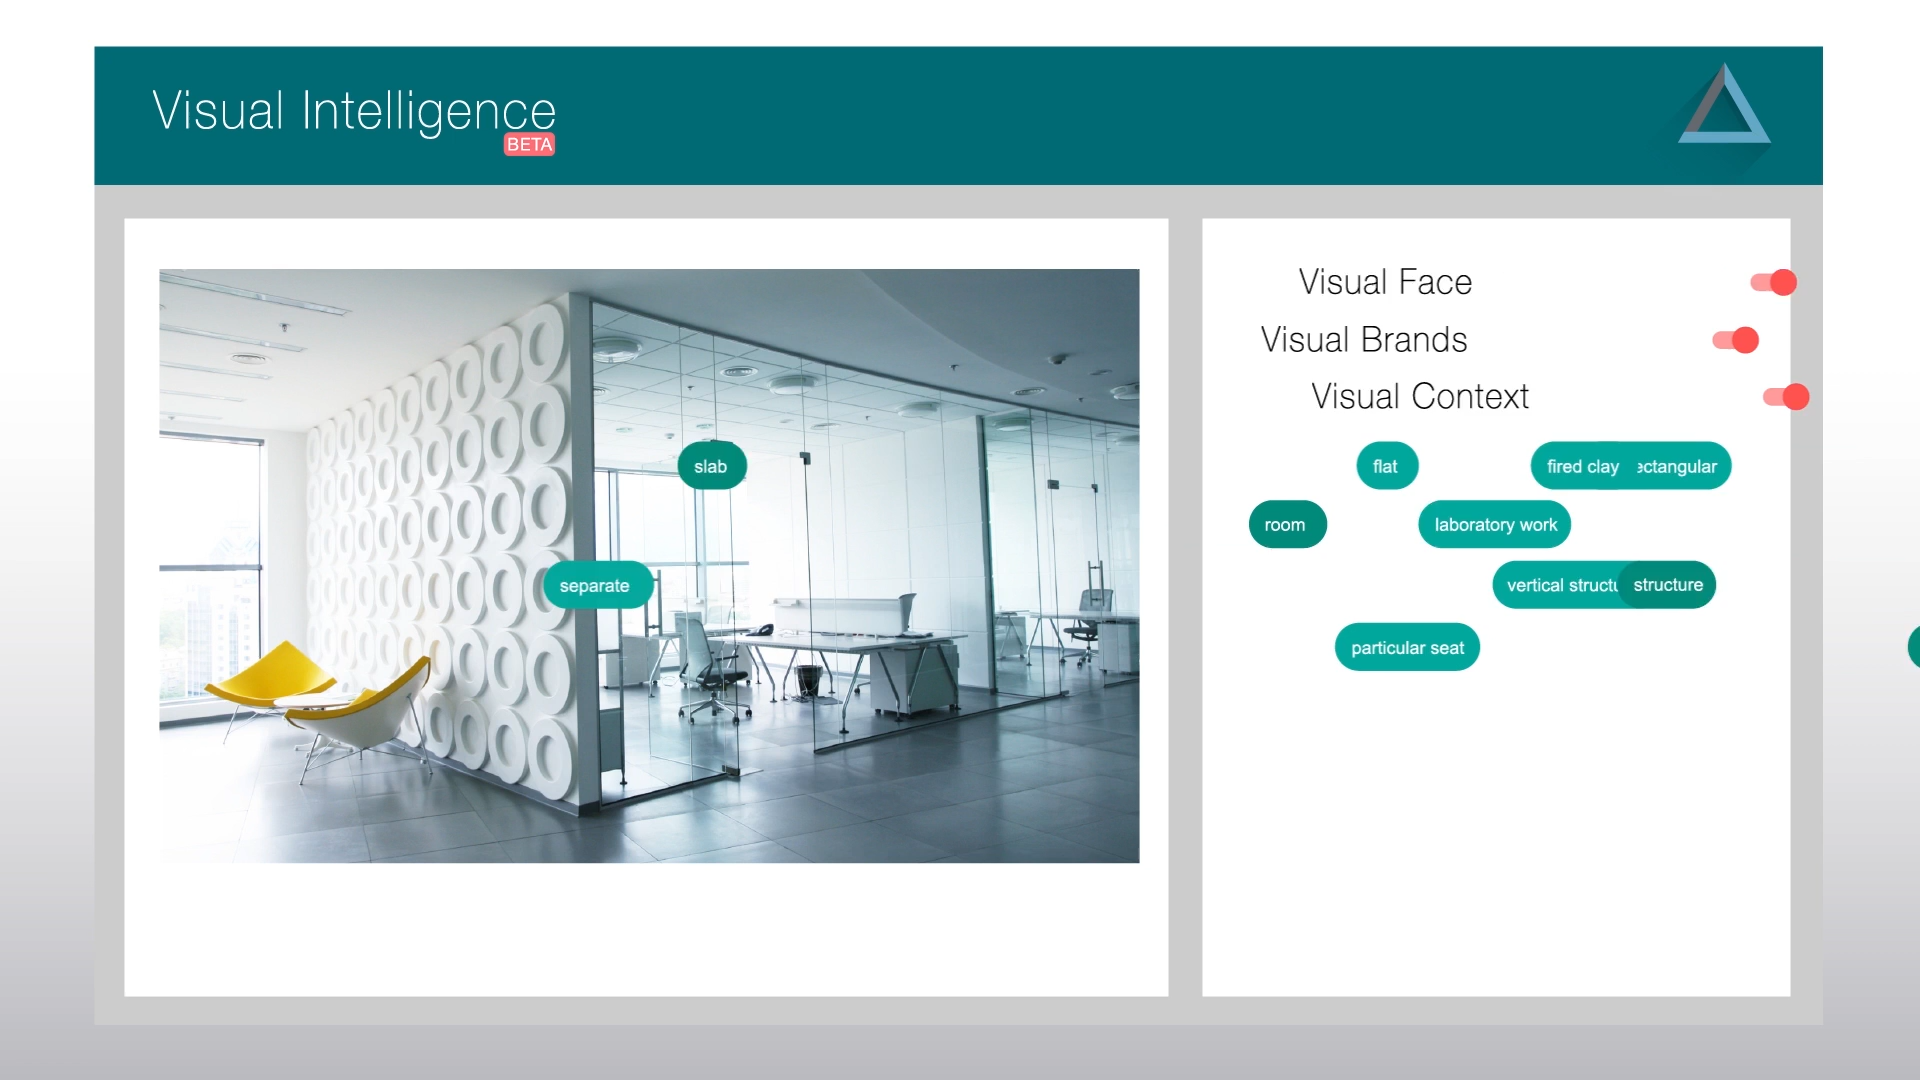 Visual Intelligence
BETA
Visual Face
Visual Brands
Visual Context
slab
flat
fired clay
room
laboratory work
separate
vertical
structure
particular seat